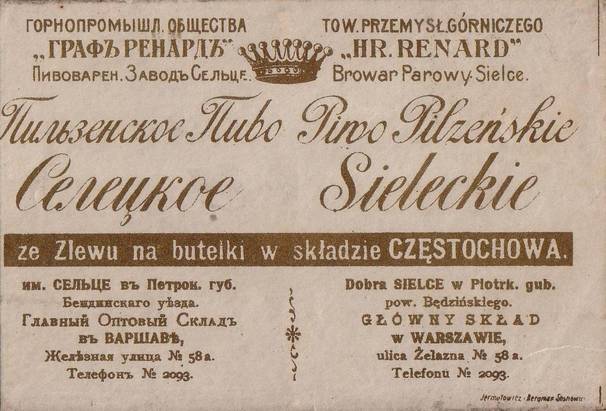 ГОРНОПРОМЫШЛ. ОБЩЕСТВА
„ГРАФЪ РЕНАРДЪ“
ПИВОВАРЕН. ЗАВОДЪ СЕЛЬЦЕ.
TOW. PRZEMYSŁ. GÓRNICZEGO
„HR. RENARD“
Browar Parowy Sielce.
Пильзенское Пиво
Селецкое
Piwo Pilzeńskie
Sieleckie
ze Zlewu na butelki w składzie CZĘSTOCHOWA.
им. СЕЛЬЦЕ въ Петрок. губ.
Бендинскаго уѣзда.
ГЛАВНЫЙ ОПТОВЫЙ СКЛАДЪ
въ ВАРШАВѢ,
Желѣзная улица № 58а.
Телефонъ № 2093.
Dobra SIELCE w Piotrk. gub.
pow. Będzińskiego.
GŁÓWNY SKŁAD
w WARSZAWIE,
ulica Żelazna № 58a.
Telefonu № 2093.